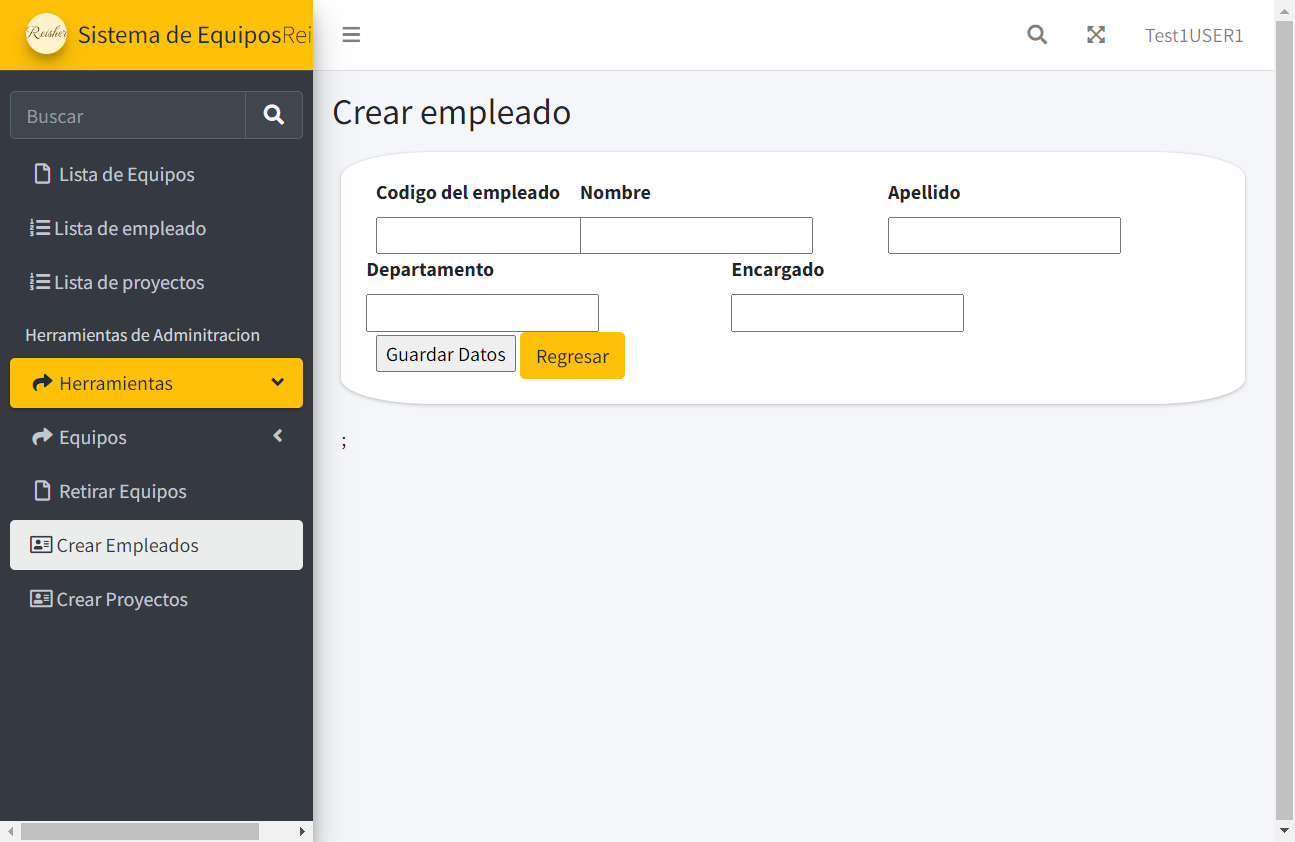 Reisher Sistema de EquiposRei
Test1USER1
Buscar
Lista de Equipos
Lista de empleado
Lista de proyectos
Herramientas de Adminitracion
Herramientas
Equipos
Retirar Equipos
Crear Empleados
Crear Proyectos
Crear empleado
Codigo del empleado Nombre Apellido
Departamento Encargado
Guardar Datos Regresar
;